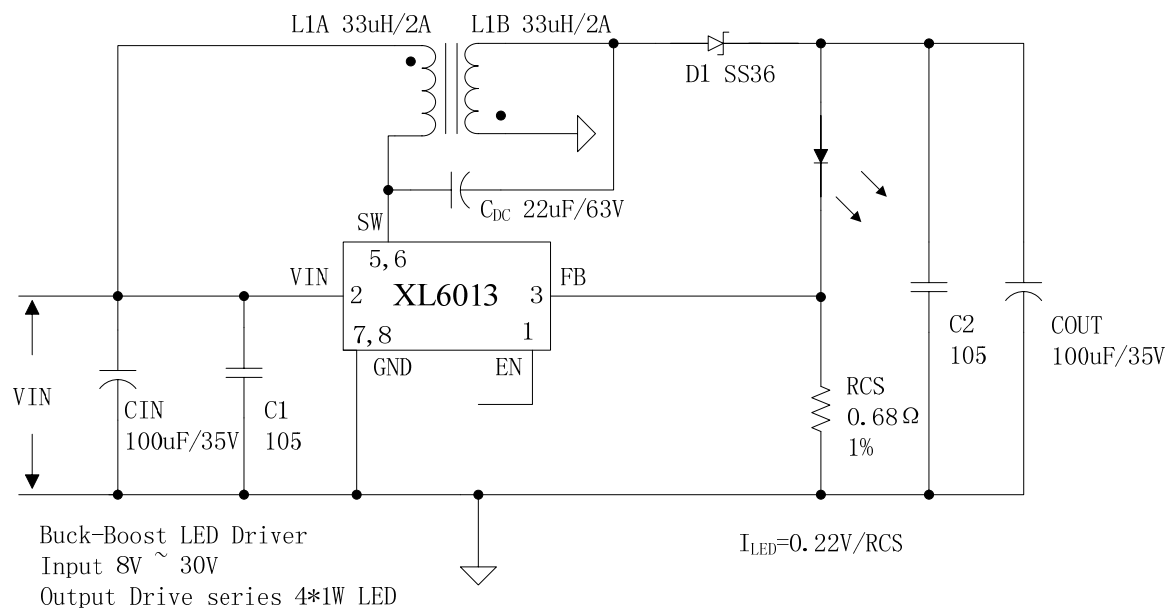 L1A 33uH/2A
L1B 33uH/2A
D1 SS36
C_DC 22uF/63V
SW
5,6
VIN
2
XL6013
3
FB
7,8
1
GND
EN
VIN
CIN
100uF/35V
C1
105
RCS
0.68Ω
1%
C2
105
COUT
100uF/35V
Buck-Boost LED Driver
Input 8V ~ 30V
Output Drive series 4*1W LED
I_LED=0.22V/RCS